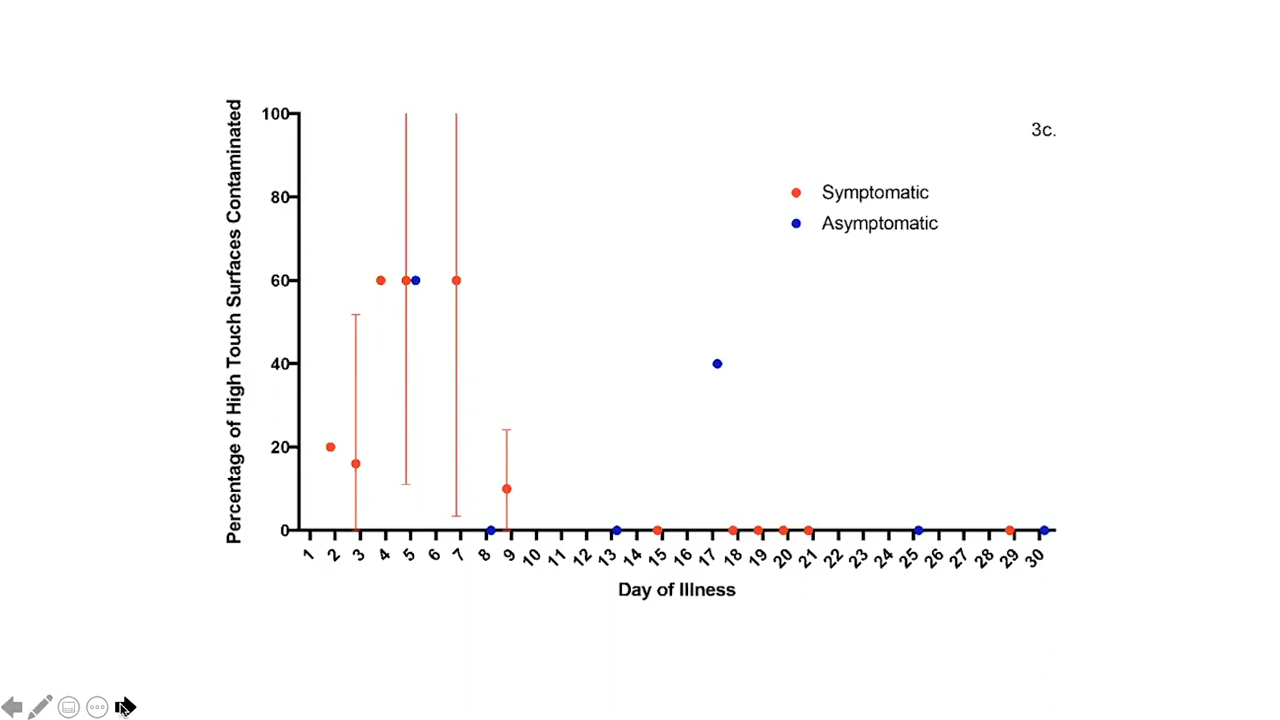 3c.
Percentage of High Touch Surfaces Contaminated
100
80
60
40
20
0
Symptomatic
Asymptomatic
1 2 3 4 5 6 7 8 9 10 11 12 13 14 15 16 17 18 19 20 21 22 23 24 25 26 27 28 29 30
Day of Illness